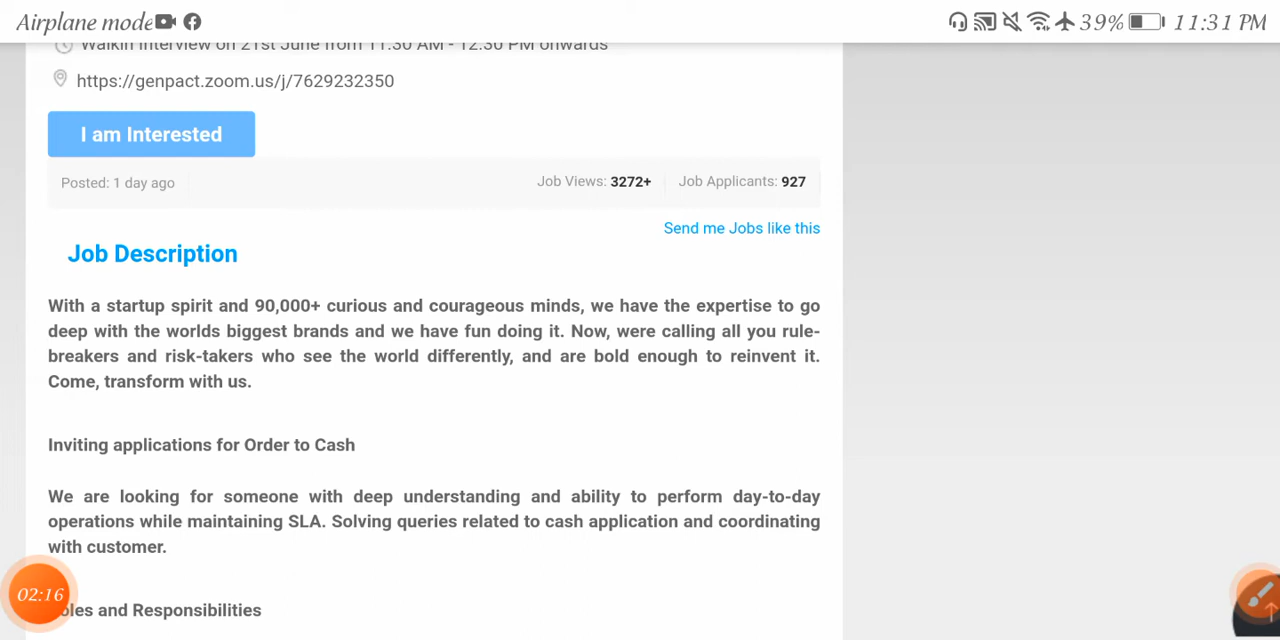 Airplane mode 39% 11:31 PM
Walkin Interview on 21st June from 11.30 AM - 12.30 PM onwards
https://genpact.zoom.us/j/7629232350
I am Interested
Posted: 1 day ago Job Views: 3272+ Job Applicants: 927
Send me Jobs like this
Job Description
With a startup spirit and 90,000+ curious and courageous minds, we have the expertise to go
deep with the worlds biggest brands and we have fun doing it. Now, were calling all you rule-
breakers and risk-takers who see the world differently, and are bold enough to reinvent it.
Come, transform with us.
Inviting applications for Order to Cash
We are looking for someone with deep understanding and ability to perform day-to-day
operations while maintaining SLA. Solving queries related to cash application and coordinating
with customer.
02:16
oles and Responsibilities